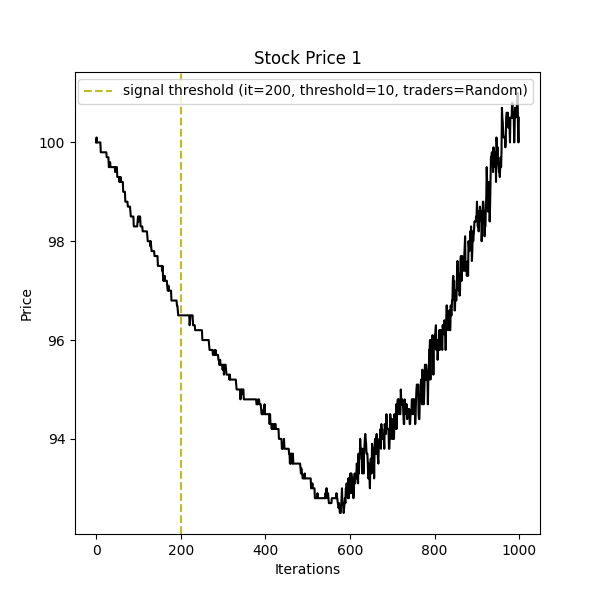 Stock Price 1
signal threshold (it=200, threshold=10, traders=Random)
100
98
96
94
Price
0 200 400 600 800 1000
Iterations